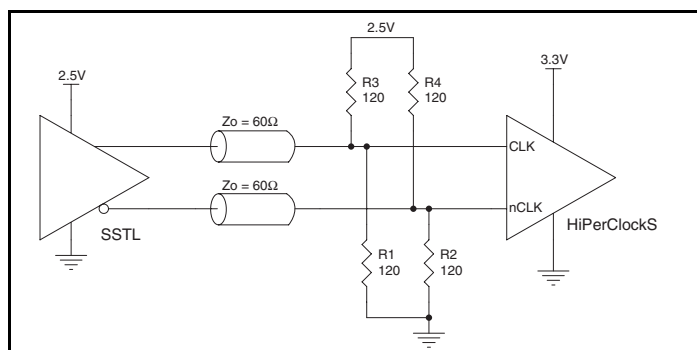 2.5V
2.5V
3.3V
R3
120
R4
120
Zo = 60Ω
CLK
Zo = 60Ω
nCLK
SSTL
HiPerClockS
R1
120
R2
120